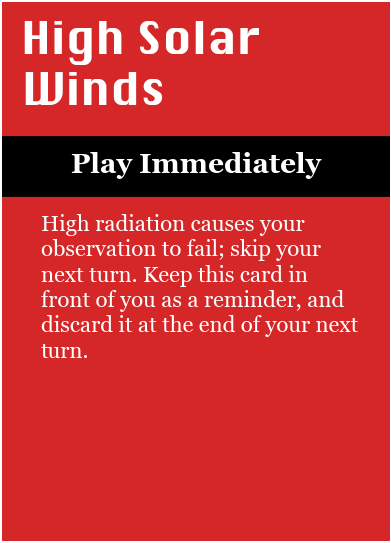 High Solar
Winds
Play Immediately
High radiation causes your
observation to fail; skip your
next turn. Keep this card in
front of you as a reminder, and
discard it at the end of your next
turn.